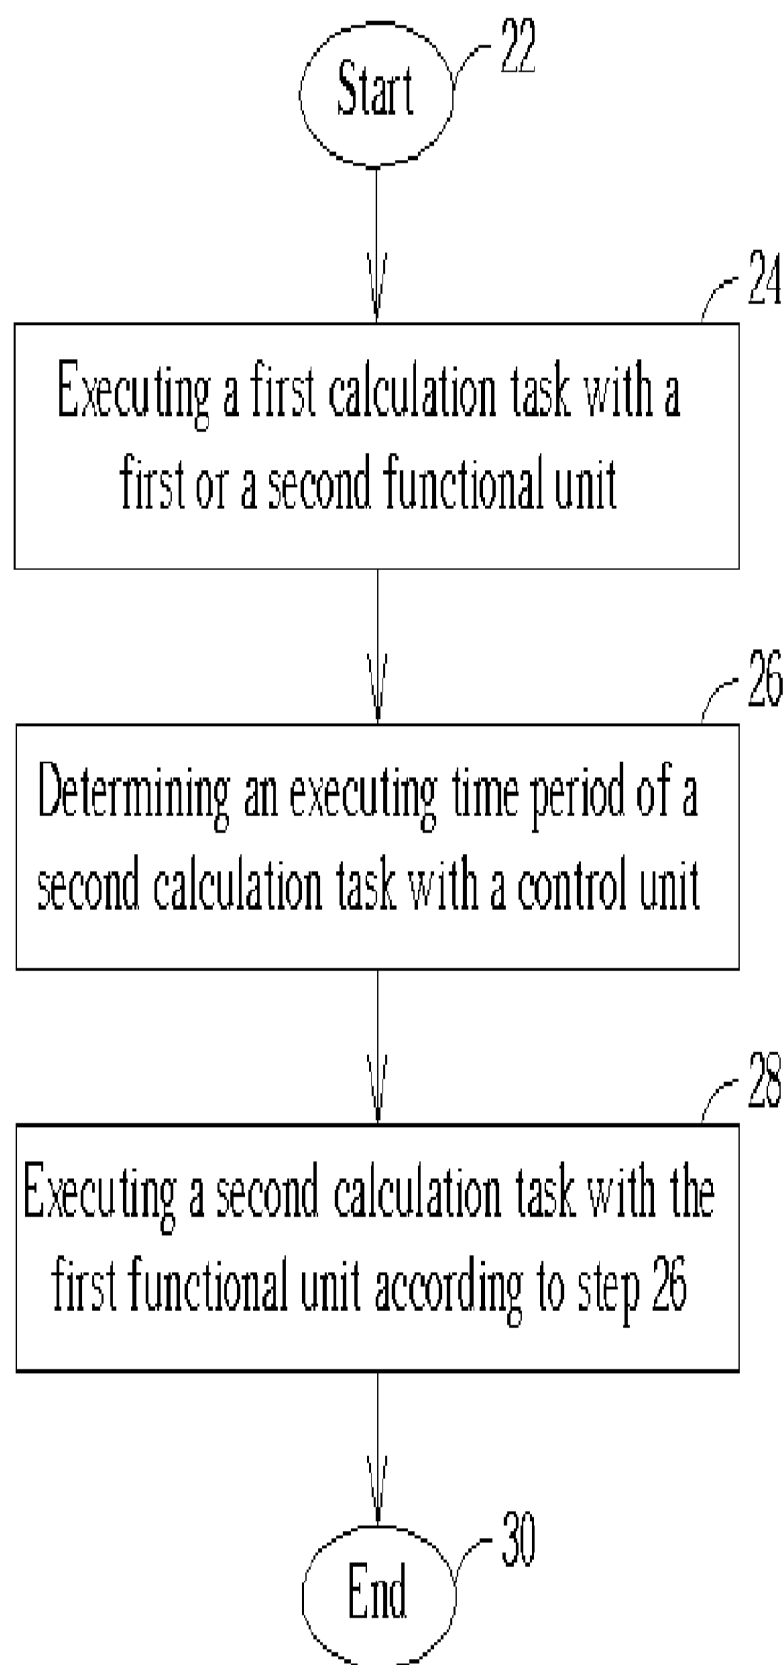 Start
22
24
Executing a first calculation task with a
first or a second functional unit
26
Determining an executing time period of a
second calculation task with a control unit
28
Executing a second calculation task with the
first functional unit according to step 26
30
End